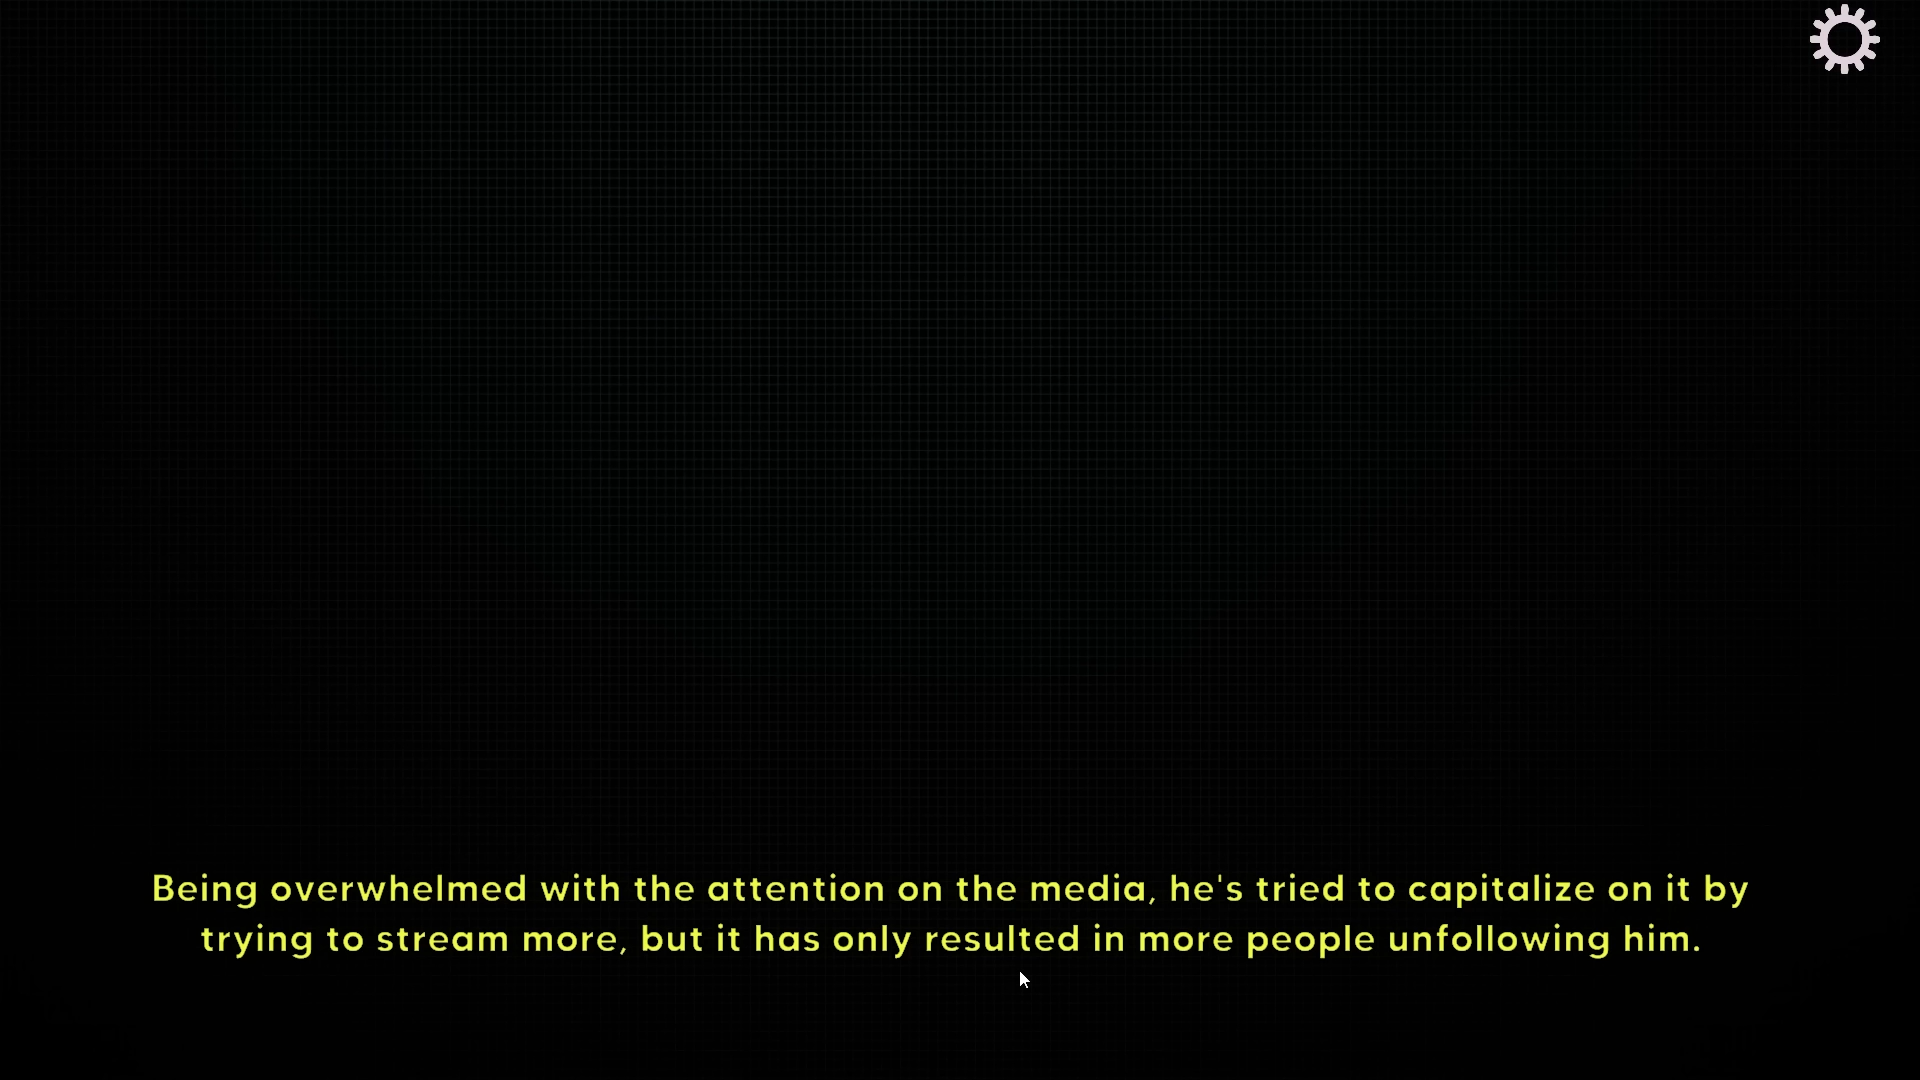 Being overwhelmed with the attention on the media, he's tried to capitalize on it by
trying to stream more, but it has only resulted in more people unfollowing him.